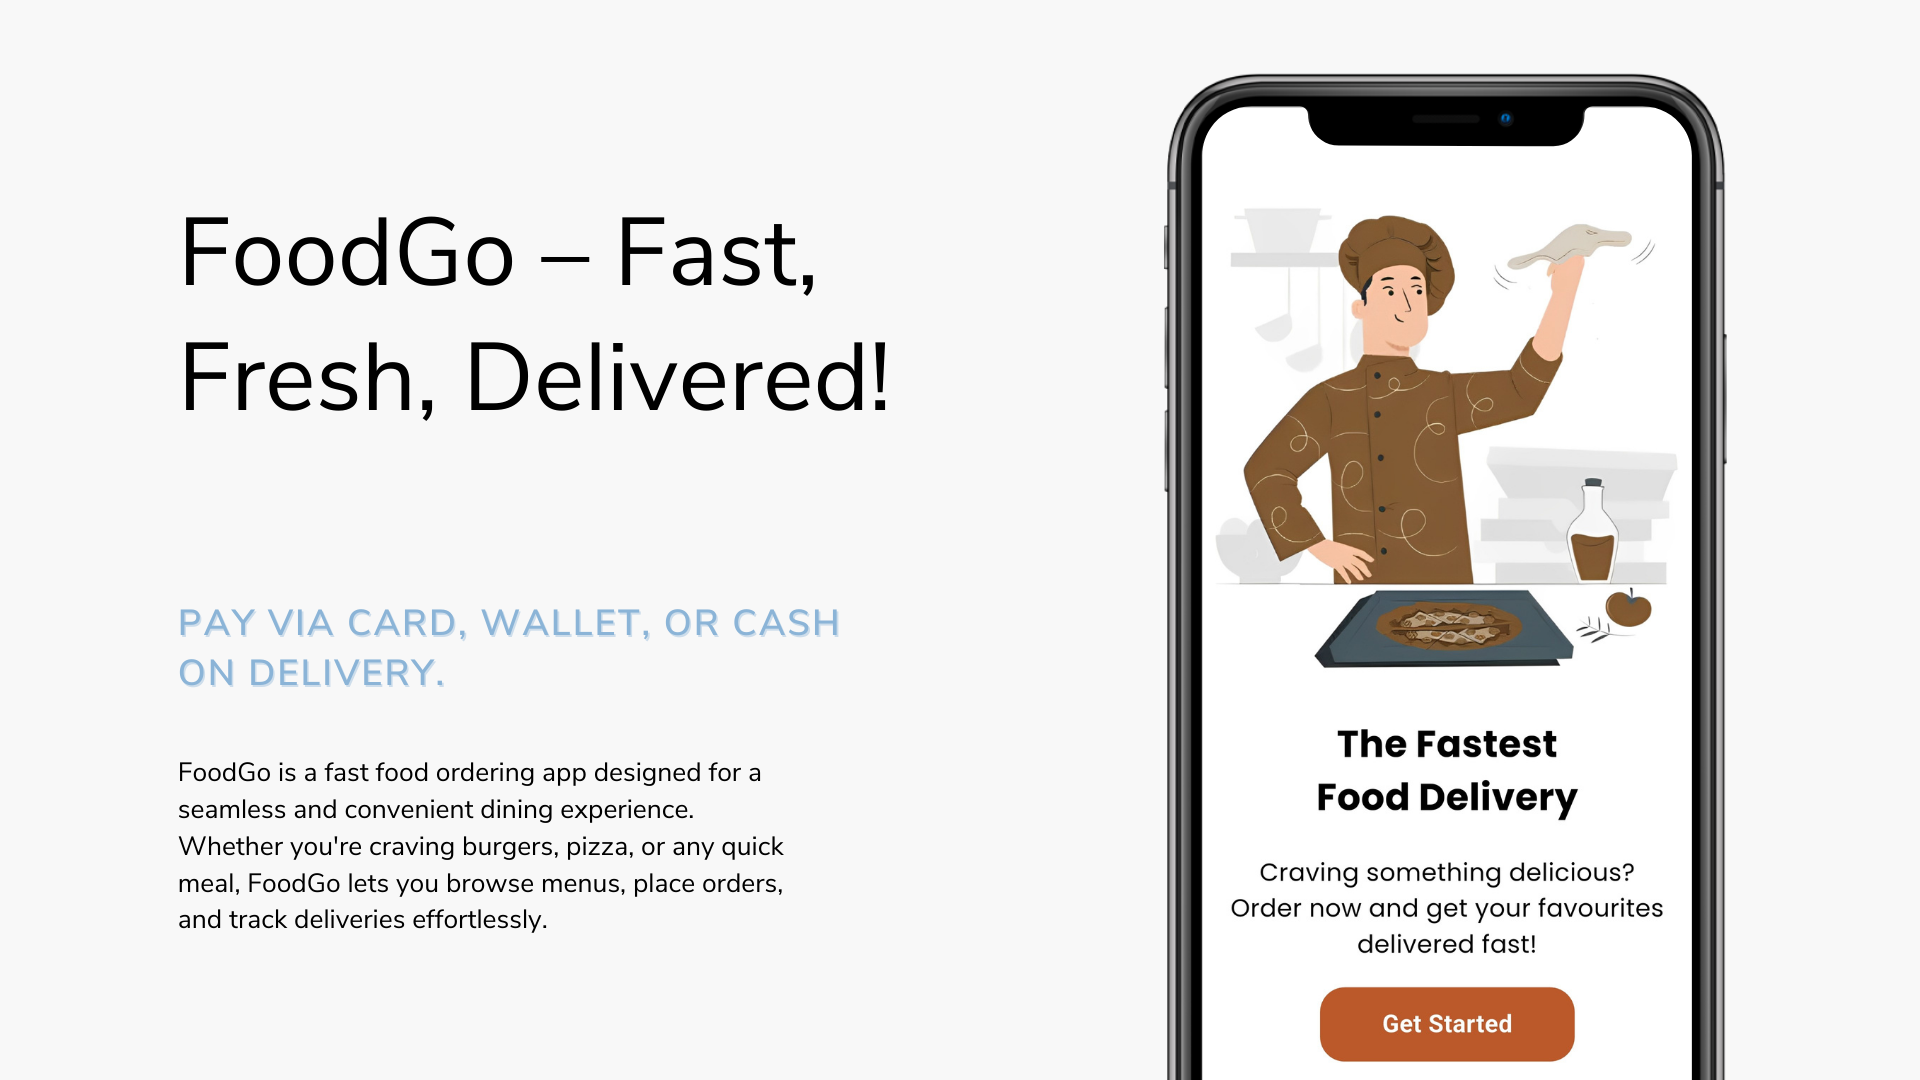 FoodGo – Fast,
Fresh, Delivered!
PAY VIA CARD, WALLET, OR CASH
ON DELIVERY.
FoodGo is a fast food ordering app designed for a
seamless and convenient dining experience.
Whether you're craving burgers, pizza, or any quick
meal, FoodGo lets you browse menus, place orders,
and track deliveries effortlessly.
The Fastest
Food Delivery
Craving something delicious?
Order now and get your favourites
delivered fast!
Get Started